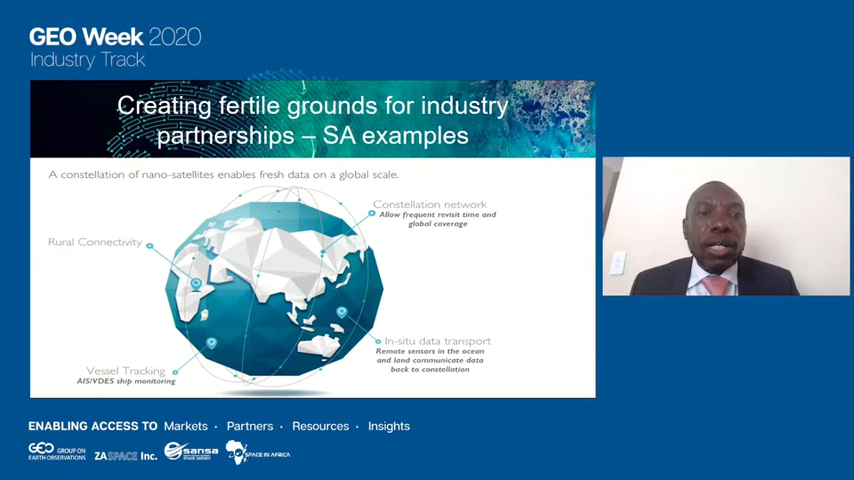 GEO Week 2020
Industry Track
Creating fertile grounds for industry
partnerships – SA examples
A constellation of nano-satellites enables fresh data on a global scale.
Constellation network
Allow frequent revisit time and
global coverage
Rural Connectivity
In-situ data transport
Remote sensors in the ocean
and land communicate data
back to constellation
Vessel Tracking
AIS/VDES ship monitoring
ENABLING ACCESS TO Markets · Partners · Resources · Insights
GEO GROUP ON
EARTH OBSERVATIONS
ZASPACE Inc.
sansa
SPACE IN AFRICA